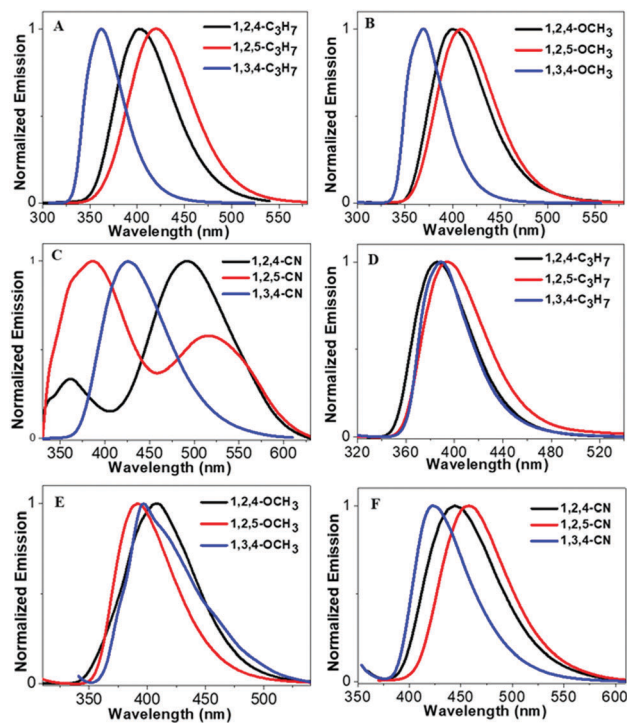 A
1,2,4-C₃H₇
1,2,5-C₃H₇
1,3,4-C₃H₇
Normalized Emission
1
0
300 350 400 450 500 550
Wavelength (nm)
B
1,2,4-OCH₃
1,2,5-OCH₃
1,3,4-OCH₃
Normalized Emission
1
0
300 350 400 450 500 550
Wavelength (nm)
C
1,2,4-CN
1,2,5-CN
1,3,4-CN
Normalized Emission
1
0
350 400 450 500 550 600
Wavelength (nm)
D
1,2,4-C₃H₇
1,2,5-C₃H₇
1,3,4-C₃H₇
Normalized Emission
1
0
320 360 400 440 480 520
Wavelength (nm)
E
1,2,4-OCH₃
1,2,5-OCH₃
1,3,4-OCH₃
Normalized Emission
1
0
350 400 450 500
Wavelength (nm)
F
1,2,4-CN
1,2,5-CN
1,3,4-CN
Normalized Emission
1
0
350 400 450 500 550 600
Wavelength (nm)